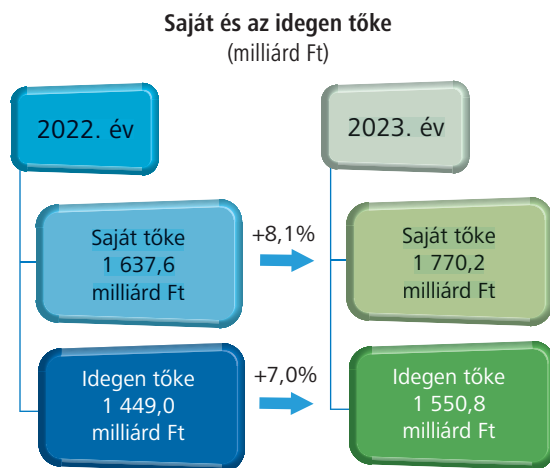 Saját és az idegen tőke
(milliárd Ft)
2022. év
2023. év
Saját tőke
1 637,6
milliárd Ft
+8,1%
Saját tőke
1 770,2
milliárd Ft
Idegen tőke
1 449,0
milliárd Ft
+7,0%
Idegen tőke
1 550,8
milliárd Ft